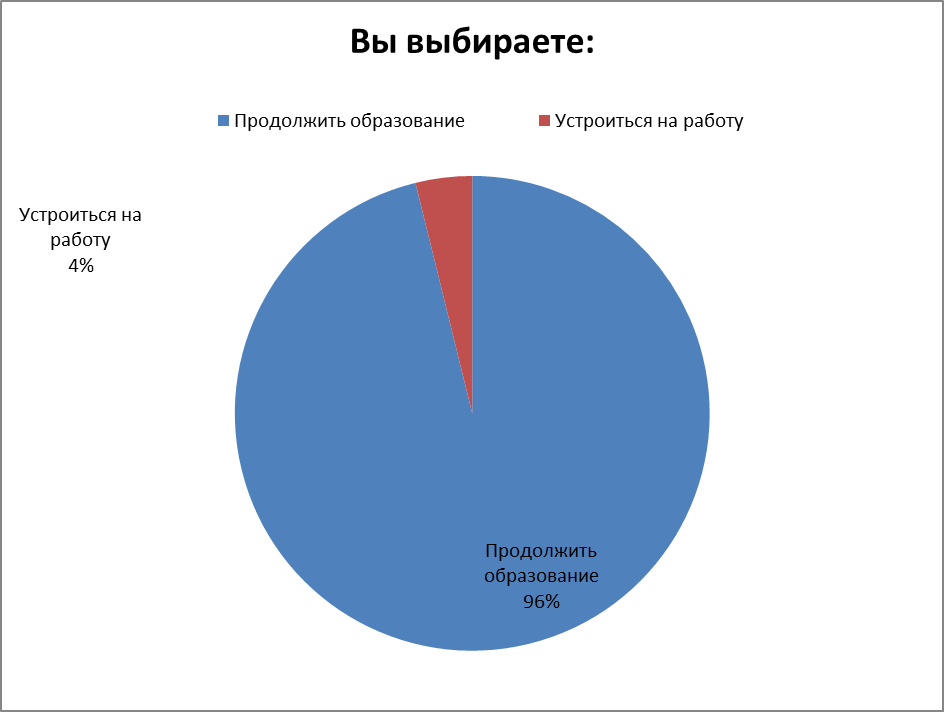 Вы выбираете:
Продолжить образование
Устроиться на работу
Устроиться на
работу
4%
Продолжить
образование
96%